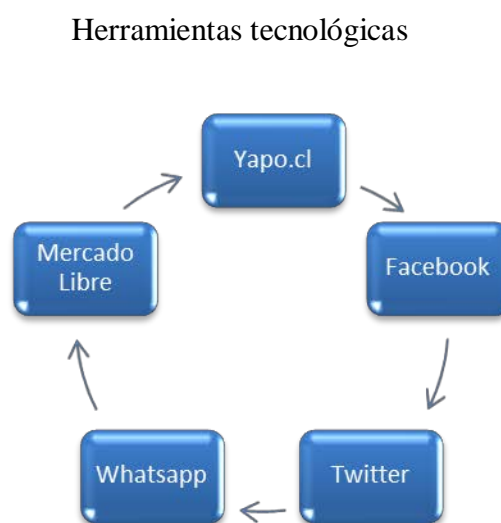 Herramientas tecnológicas
Yapo.cl
Facebook
Twitter
Whatsapp
Mercado
Libre